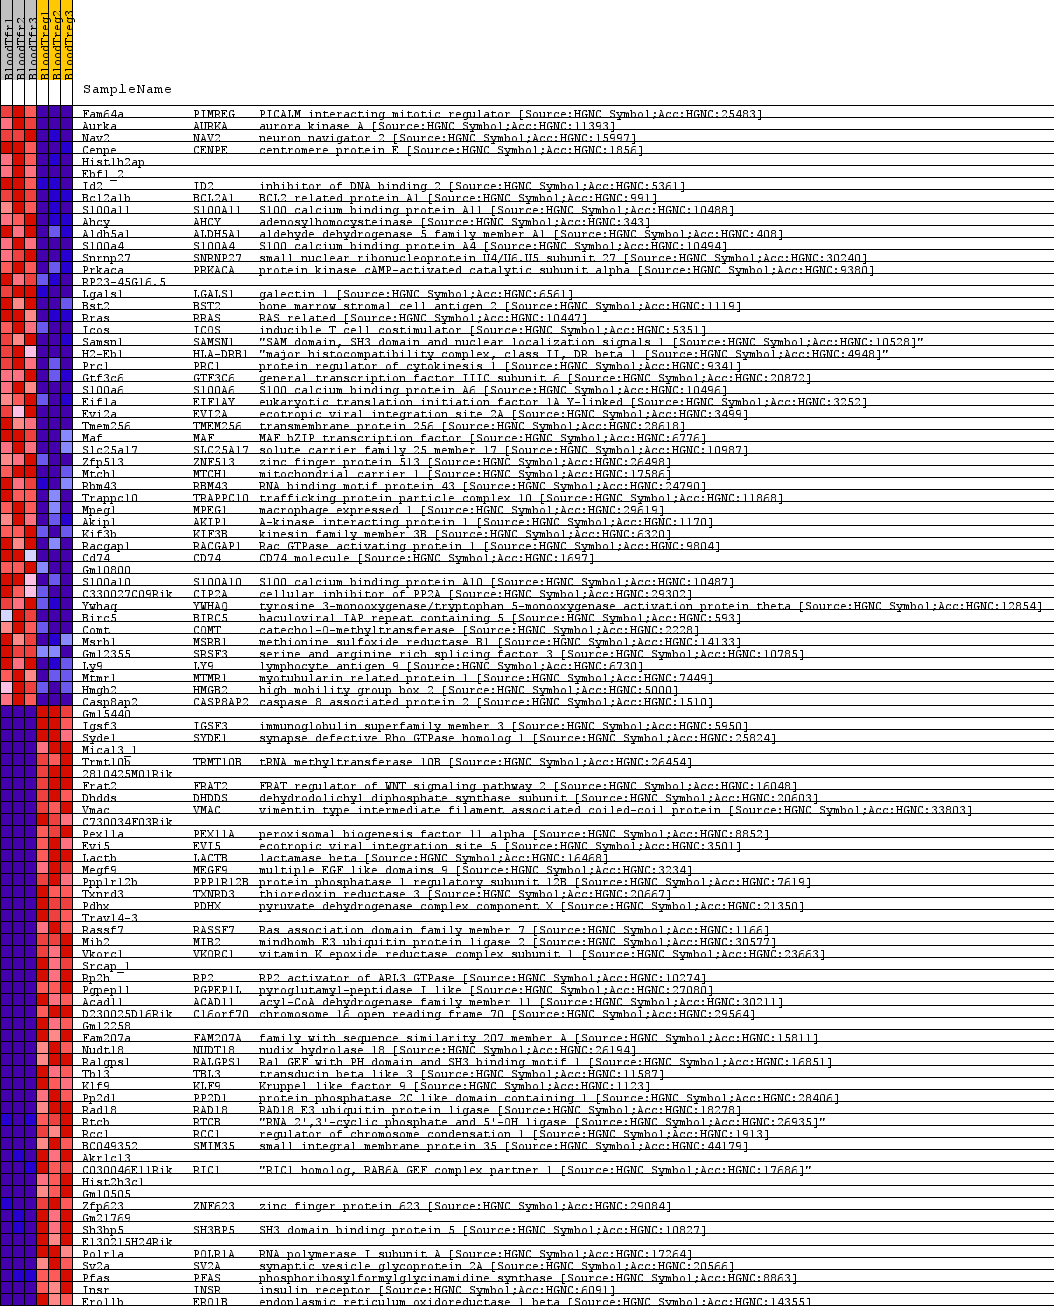 BloodTfr1
BloodTfr2
BloodTfr3
BloodTreg1
BloodTreg2
BloodTreg3
SampleName
Fam64a PIMREG PICALM interacting mitotic regulator [Source:HGNC Symbol;Acc:HGNC:25483]
Aurka AURKA aurora kinase A [Source:HGNC Symbol;Acc:HGNC:11393]
Nav2 NAV2 neuron navigator 2 [Source:HGNC Symbol;Acc:HGNC:15997]
Cenpe CENPE centromere protein E [Source:HGNC Symbol;Acc:HGNC:1856]
Hist1h2ap
Ebf1_2
Id2 ID2 inhibitor of DNA binding 2 [Source:HGNC Symbol;Acc:HGNC:5361]
Bcl2a1b BCL2A1 BCL2 related protein A1 [Source:HGNC Symbol;Acc:HGNC:991]
S100a11 S100A11 S100 calcium binding protein A11 [Source:HGNC Symbol;Acc:HGNC:10488]
Ahcy AHCY adenosylhomocysteinase [Source:HGNC Symbol;Acc:HGNC:343]
Aldh5a1 ALDH5A1 aldehyde dehydrogenase 5 family member A1 [Source:HGNC Symbol;Acc:HGNC:408]
S100a4 S100A4 S100 calcium binding protein A4 [Source:HGNC Symbol;Acc:HGNC:10494]
Snrnp27 SNRNP27 small nuclear ribonucleoprotein U4/U6.U5 subunit 27 [Source:HGNC Symbol;Acc:HGNC:30240]
Prkaca PRKACA protein kinase cAMP-activated catalytic subunit alpha [Source:HGNC Symbol;Acc:HGNC:9380]
RP23-45G16.5
Lgals1 LGALS1 galectin 1 [Source:HGNC Symbol;Acc:HGNC:6561]
Bst2 BST2 bone marrow stromal cell antigen 2 [Source:HGNC Symbol;Acc:HGNC:1119]
Rras RRAS RAS related [Source:HGNC Symbol;Acc:HGNC:10447]
Icos ICOS inducible T cell costimulator [Source:HGNC Symbol;Acc:HGNC:5351]
Samsn1 SAMSN1 "SAM domain, SH3 domain and nuclear localization signals 1 [Source:HGNC Symbol;Acc:HGNC:10528]"
H2-Eb1 HLA-DRB1 "major histocompatibility complex, class II, DR beta 1 [Source:HGNC Symbol;Acc:HGNC:4948]"
Prc1 PRC1 protein regulator of cytokinesis 1 [Source:HGNC Symbol;Acc:HGNC:9341]
Gtf3c6 GTF3C6 general transcription factor IIIC subunit 6 [Source:HGNC Symbol;Acc:HGNC:20872]
S100a6 S100A6 S100 calcium binding protein A6 [Source:HGNC Symbol;Acc:HGNC:10496]
Eif1a EIF1AY eukaryotic translation initiation factor 1A Y-linked [Source:HGNC Symbol;Acc:HGNC:3252]
Evi2a EVI2A ecotropic viral integration site 2A [Source:HGNC Symbol;Acc:HGNC:3499]
Tmem256 TMEM256 transmembrane protein 256 [Source:HGNC Symbol;Acc:HGNC:28618]
Maf MAF MAF bZIP transcription factor [Source:HGNC Symbol;Acc:HGNC:6776]
Slc25a17 SLC25A17 solute carrier family 25 member 17 [Source:HGNC Symbol;Acc:HGNC:10987]
Zfp513 ZNF513 zinc finger protein 513 [Source:HGNC Symbol;Acc:HGNC:26498]
Mtch1 MTCH1 mitochondrial carrier 1 [Source:HGNC Symbol;Acc:HGNC:17586]
Rbm43 RBM43 RNA binding motif protein 43 [Source:HGNC Symbol;Acc:HGNC:24790]
Trappc10 TRAPPC10 trafficking protein particle complex 10 [Source:HGNC Symbol;Acc:HGNC:11868]
Mpeg1 MPEG1 macrophage expressed 1 [Source:HGNC Symbol;Acc:HGNC:29619]
Akip1 AKIP1 A-kinase interacting protein 1 [Source:HGNC Symbol;Acc:HGNC:1170]
Kif3b KIF3B kinesin family member 3B [Source:HGNC Symbol;Acc:HGNC:6320]
Racgap1 RACGAP1 Rac GTPase activating protein 1 [Source:HGNC Symbol;Acc:HGNC:9804]
Cd74 CD74 CD74 molecule [Source:HGNC Symbol;Acc:HGNC:1697]
Gm10800
S100a10 S100A10 S100 calcium binding protein A10 [Source:HGNC Symbol;Acc:HGNC:10487]
C330027C09Rik CIP2A cellular inhibitor of PP2A [Source:HGNC Symbol;Acc:HGNC:29302]
Ywhaq YWHAQ tyrosine 3-monooxygenase/tryptophan 5-monooxygenase activation protein theta [Source:HGNC Symbol;Acc:HGNC:12854]
Birc5 BIRC5 baculoviral IAP repeat containing 5 [Source:HGNC Symbol;Acc:HGNC:593]
Comt COMT catechol-O-methyltransferase [Source:HGNC Symbol;Acc:HGNC:2228]
Msrb1 MSRB1 methionine sulfoxide reductase B1 [Source:HGNC Symbol;Acc:HGNC:14133]
Gm12355 SRSF3 serine and arginine rich splicing factor 3 [Source:HGNC Symbol;Acc:HGNC:10785]
Ly9 LY9 lymphocyte antigen 9 [Source:HGNC Symbol;Acc:HGNC:6730]
Mtmr1 MTMR1 myotubularin related protein 1 [Source:HGNC Symbol;Acc:HGNC:7449]
Hmgb2 HMGB2 high mobility group box 2 [Source:HGNC Symbol;Acc:HGNC:5000]
Casp8ap2 CASP8AP2 caspase 8 associated protein 2 [Source:HGNC Symbol;Acc:HGNC:1510]
Gm15440
Igsf3 IGSF3 immunoglobulin superfamily member 3 [Source:HGNC Symbol;Acc:HGNC:5950]
Syde1 SYDE1 synapse defective Rho GTPase homolog 1 [Source:HGNC Symbol;Acc:HGNC:25824]
Mical3_1
Trmt10b TRMT10B tRNA methyltransferase 10B [Source:HGNC Symbol;Acc:HGNC:26454]
2810425M01Rik
Frat2 FRAT2 FRAT regulator of WNT signaling pathway 2 [Source:HGNC Symbol;Acc:HGNC:16048]
Dhdds DHDDS dehydrodolichyl diphosphate synthase subunit [Source:HGNC Symbol;Acc:HGNC:20603]
Vmac VMAC vimentin type intermediate filament associated coiled-coil protein [Source:HGNC Symbol;Acc:HGNC:33803]
C730034F03Rik
Pex11a PEX11A peroxisomal biogenesis factor 11 alpha [Source:HGNC Symbol;Acc:HGNC:8852]
Evi5 EVI5 ecotropic viral integration site 5 [Source:HGNC Symbol;Acc:HGNC:3501]
Lactb LACTB lactamase beta [Source:HGNC Symbol;Acc:HGNC:16468]
Megf9 MEGF9 multiple EGF like domains 9 [Source:HGNC Symbol;Acc:HGNC:3234]
Ppp1r12b PPP1R12B protein phosphatase 1 regulatory subunit 12B [Source:HGNC Symbol;Acc:HGNC:7619]
Txnrd3 TXNRD3 thioredoxin reductase 3 [Source:HGNC Symbol;Acc:HGNC:20667]
Pdhx PDHX pyruvate dehydrogenase complex component X [Source:HGNC Symbol;Acc:HGNC:21350]
Trav14-3
Rassf7 RASSF7 Ras association domain family member 7 [Source:HGNC Symbol;Acc:HGNC:1166]
Mib2 MIB2 mindbomb E3 ubiquitin protein ligase 2 [Source:HGNC Symbol;Acc:HGNC:30577]
Vkorc1 VKORC1 vitamin K epoxide reductase complex subunit 1 [Source:HGNC Symbol;Acc:HGNC:23663]
Srcap_1
Rp2h RP2 RP2 activator of ARL3 GTPase [Source:HGNC Symbol;Acc:HGNC:10274]
Pgpep1l PGPEP1L pyroglutamyl-peptidase I like [Source:HGNC Symbol;Acc:HGNC:27080]
Acad11 ACAD11 acyl-CoA dehydrogenase family member 11 [Source:HGNC Symbol;Acc:HGNC:30211]
D230025D16Rik C16orf70 chromosome 16 open reading frame 70 [Source:HGNC Symbol;Acc:HGNC:29564]
Gm12258
Fam207a FAM207A family with sequence similarity 207 member A [Source:HGNC Symbol;Acc:HGNC:15811]
Nudt18 NUDT18 nudix hydrolase 18 [Source:HGNC Symbol;Acc:HGNC:26194]
Ralgps1 RALGPS1 Ral GEF with PH domain and SH3 binding motif 1 [Source:HGNC Symbol;Acc:HGNC:16851]
Tbl3 TBL3 transducin beta like 3 [Source:HGNC Symbol;Acc:HGNC:11587]
Klf9 KLF9 Kruppel like factor 9 [Source:HGNC Symbol;Acc:HGNC:1123]
Pp2d1 PP2D1 protein phosphatase 2C like domain containing 1 [Source:HGNC Symbol;Acc:HGNC:28406]
Rad18 RAD18 RAD18 E3 ubiquitin protein ligase [Source:HGNC Symbol;Acc:HGNC:18278]
Rtcb RTCB "RNA 2',3'-cyclic phosphate and 5'-OH ligase [Source:HGNC Symbol;Acc:HGNC:26935]"
Rcc1 RCC1 regulator of chromosome condensation 1 [Source:HGNC Symbol;Acc:HGNC:1913]
BC049352 SMIM35 small integral membrane protein 35 [Source:HGNC Symbol;Acc:HGNC:44179]
Akr1c13
C030046E11Rik RIC1 "RIC1 homolog, RAB6A GEF complex partner 1 [Source:HGNC Symbol;Acc:HGNC:17686]"
Hist2h3c1
Gm10505
Zfp623 ZNF623 zinc finger protein 623 [Source:HGNC Symbol;Acc:HGNC:29084]
Gm21769
Sh3bp5 SH3BP5 SH3 domain binding protein 5 [Source:HGNC Symbol;Acc:HGNC:10827]
E130215H24Rik
Polr1a POLR1A RNA polymerase I subunit A [Source:HGNC Symbol;Acc:HGNC:17264]
Sv2a SV2A synaptic vesicle glycoprotein 2A [Source:HGNC Symbol;Acc:HGNC:20566]
Pfas PFAS phosphoribosylformylglycinamidine synthase [Source:HGNC Symbol;Acc:HGNC:8863]
Insr INSR insulin receptor [Source:HGNC Symbol;Acc:HGNC:6091]
Ero1lb ERO1B endoplasmic reticulum oxidoreductase 1 beta [Source:HGNC Symbol;Acc:HGNC:14355]